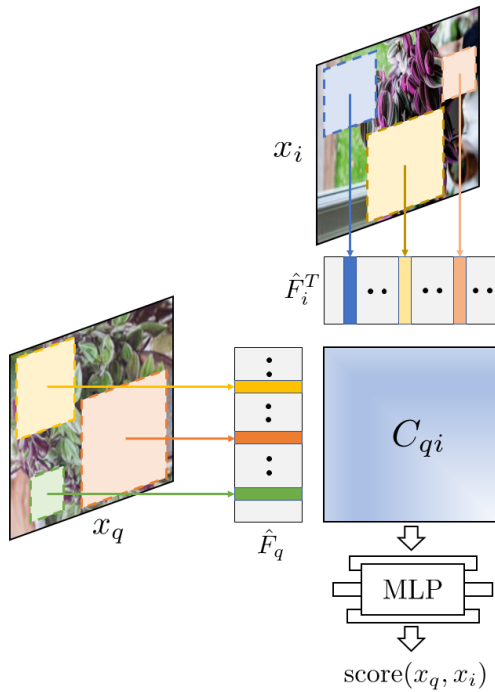 x_i
\hat{F}_i^T
x_q
\hat{F}_q
C_{qi}
MLP
score(x_q, x_i)